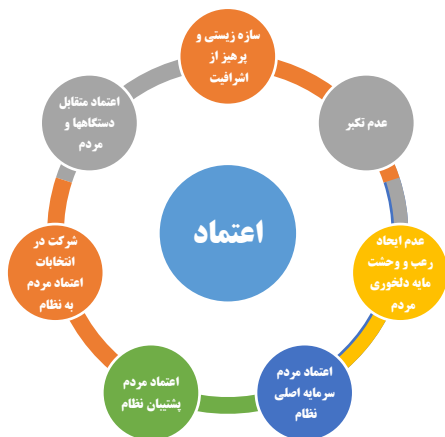 سازه زیستی و
پرهیز از
اشرافیت
عدم تکبر
عدم ایجاد
رعب و وحشت
مایه دلخوری
مردم
اعتماد مردم
سرمایه اصلی
نظام
اعتماد مردم
پشتیبان نظام
شرکت در
انتخابات
اعتماد مردم
به نظام
اعتماد متقابل
دستگاهها و
مردم
اعتماد